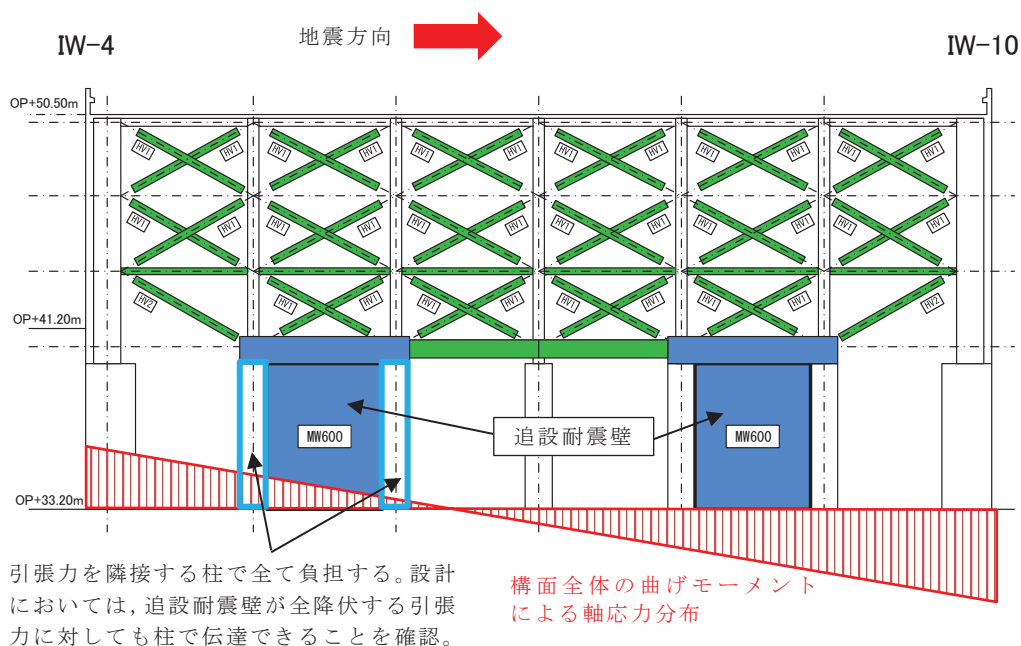 地震方向
IW-4
IW-10
OP+50.50m
HV1 HV1 HV1 HV1 HV1 HV1 HV1 HV1 HV1 HV1 HV1 HV1
HV1 HV1 HV1 HV1 HV1 HV1 HV1 HV1 HV1 HV1 HV1 HV1
HV2 HV1 HV1 HV1 HV1 HV1 HV1 HV1 HV1 HV2
OP+41.20m
追設耐震壁
MW600
MW600
OP+33.20m
引張力を隣接する柱で全て負担する。設計
においては,追設耐震壁が全降伏する引張
力に対しても柱で伝達できることを確認。
構面全体の曲げモーメント
による軸応力分布